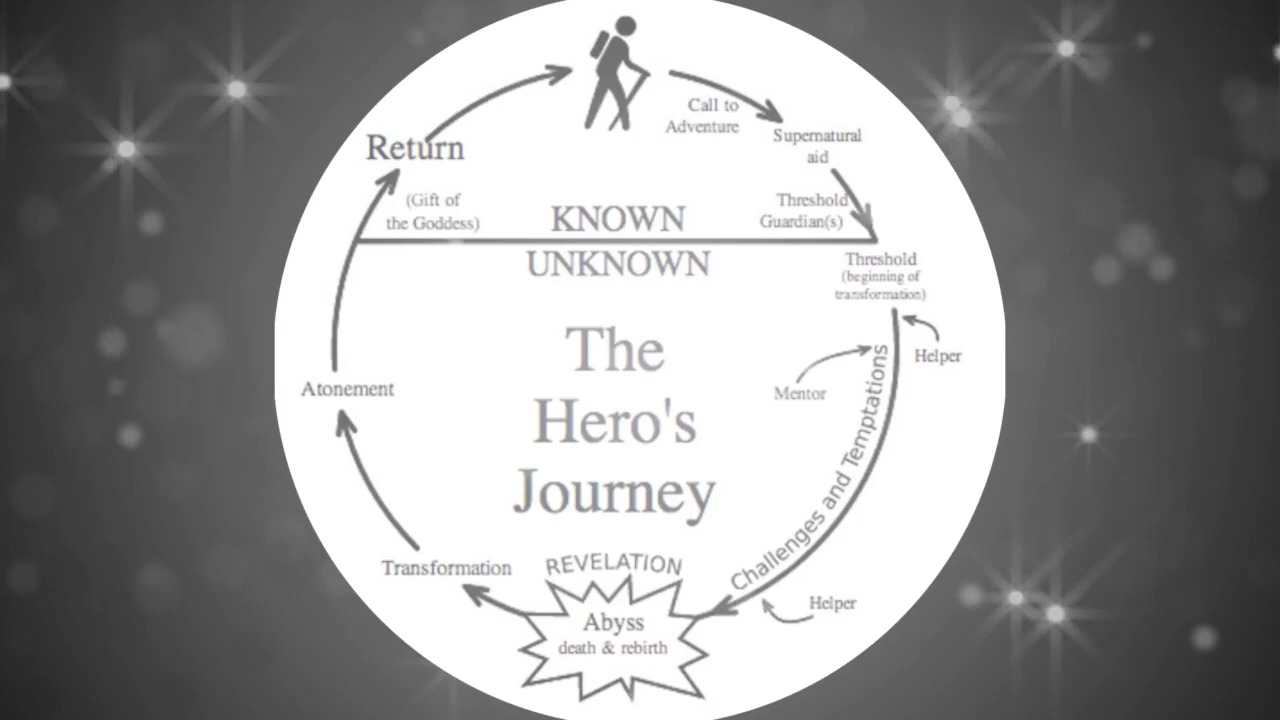 Call to
Adventure
Supernatural
aid
Return
(Gift of
the Goddess)
KNOWN
Threshold
Guardian(s)
UNKNOWN
Threshold
(beginning of
transformation)
The
Hero's
Journey
Helper
Mentor
Challenges and Temptations
Atonement
Transformation
REVELATION
Abyss
death & rebirth
Helper